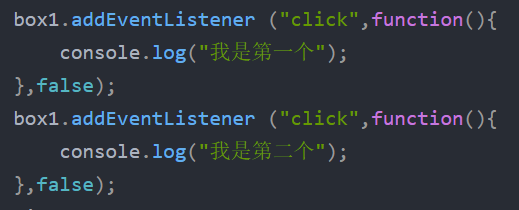 box1.addEventListener ("click",function(){
    console.log("我是第一个");
},false);
box1.addEventListener ("click",function(){
    console.log("我是第二个");
},false);